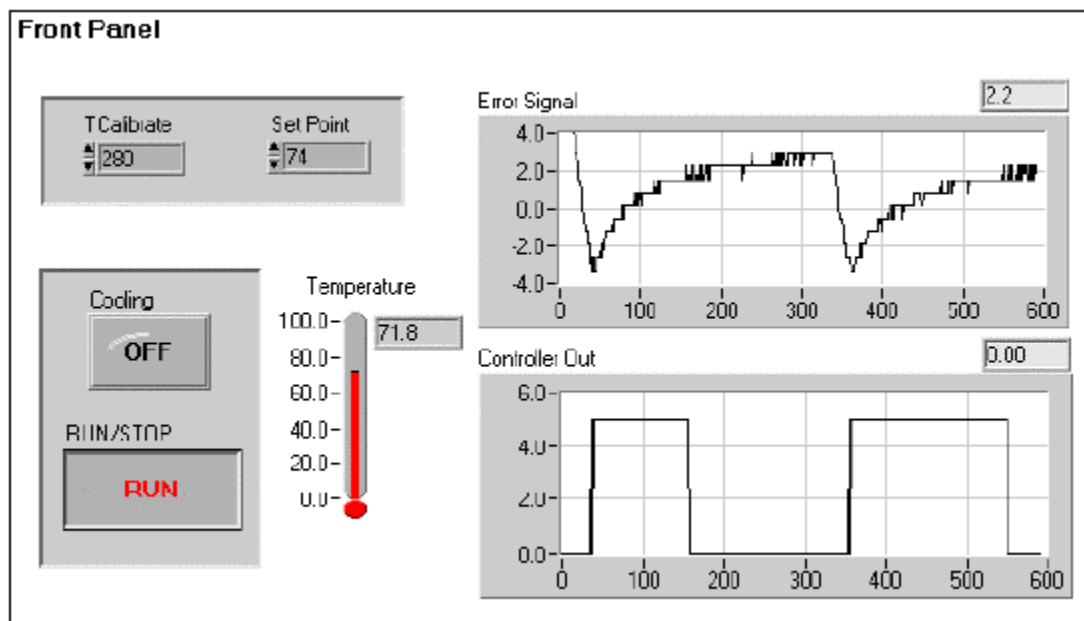 Front Panel
TCalibrate
280
Set Point
74
Cooling
OFF
RUN/STOP
RUN
Temperature
71.8
100.0
80.0
60.0
40.0
20.0
0.0
Error Signal
2.2
4.0
2.0
0.0
-2.0
-4.0
0 100 200 300 400 500 600
Controller Out
0.00
6.0
4.0
2.0
0.0
0 100 200 300 400 500 600